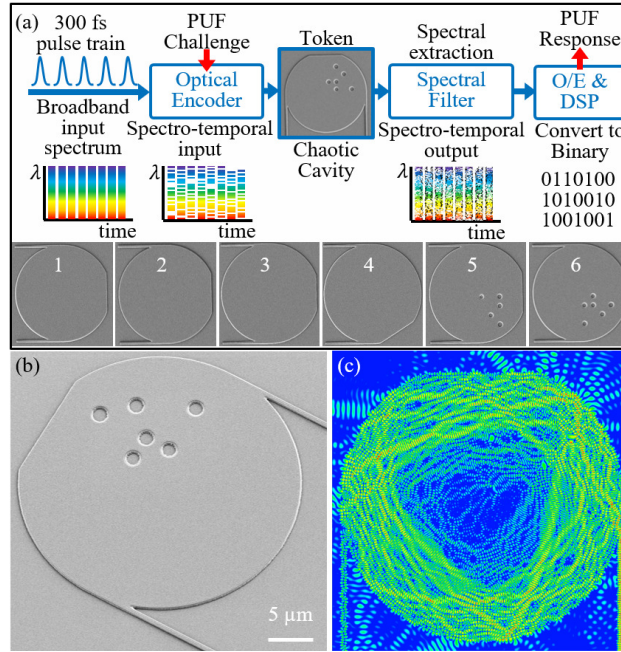 (a)
300 fs
pulse train
Broadband
input
spectrum
λ
time
PUF
Challenge
Optical
Encoder
Spectro-temporal
input
λ
time
Token
Chaotic
Cavity
Spectral
extraction
Spectral
Filter
Spectro-temporal
output
λ
time
PUF
Response
O/E &
DSP
Convert to
Binary
0110100
1010010
1001001
1 2 3 4 5 6
(b)
5 µm
(c)